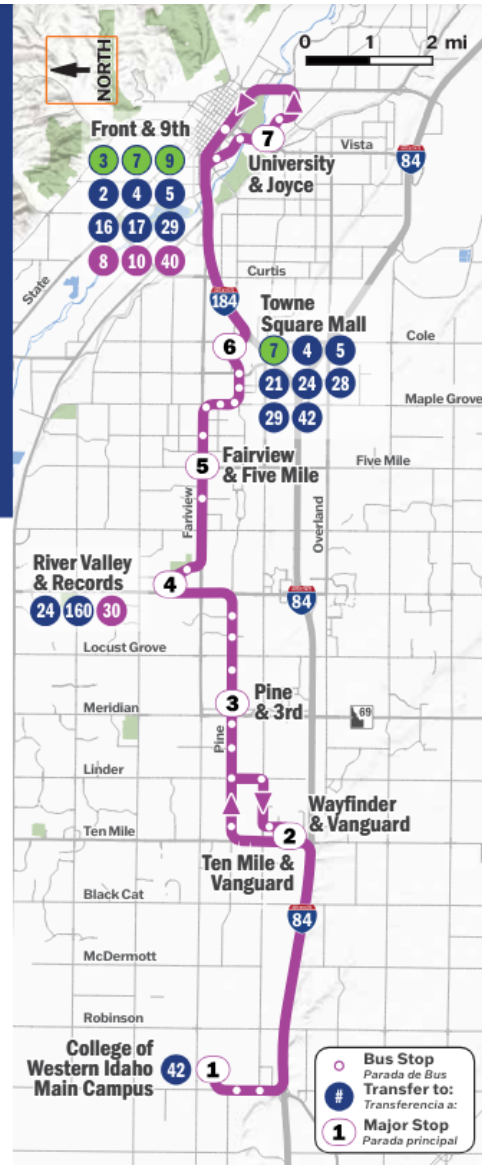 NORTH
0 1 2 mi
Front & 9th
3 7 9
2 4 5
16 17 29
8 10 40
7
University
& Joyce
Vista
84
State
Curtis
184
Towne
Square Mall
6
7 4 5
21 24 28
29 42
Cole
Maple Grove
5
Fairview
& Five Mile
Five Mile
Fariview
Overland
River Valley
& Records
24 160 30
4
84
Locust Grove
3
Pine
& 3rd
Meridian
69
Pine
Linder
Wayfinder
& Vanguard
Ten Mile
2
Ten Mile &
Vanguard
Black Cat
84
McDermott
Robinson
College of
Western Idaho
Main Campus
42
1
Bus Stop
Parada de Bus
# Transfer to:
Transferencia a:
1 Major Stop
Parada principal